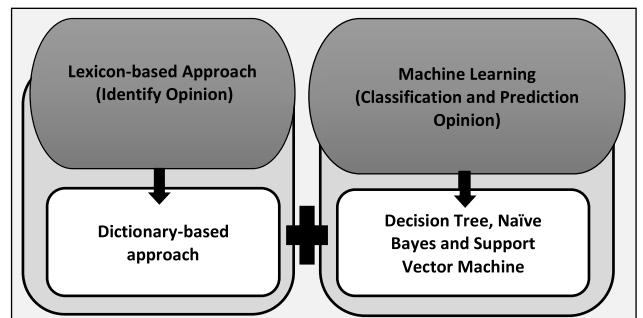 Lexicon-based Approach
(Identify Opinion)
Dictionary-based
approach
Machine Learning
(Classification and Prediction
Opinion)
Decision Tree, Naïve
Bayes and Support
Vector Machine